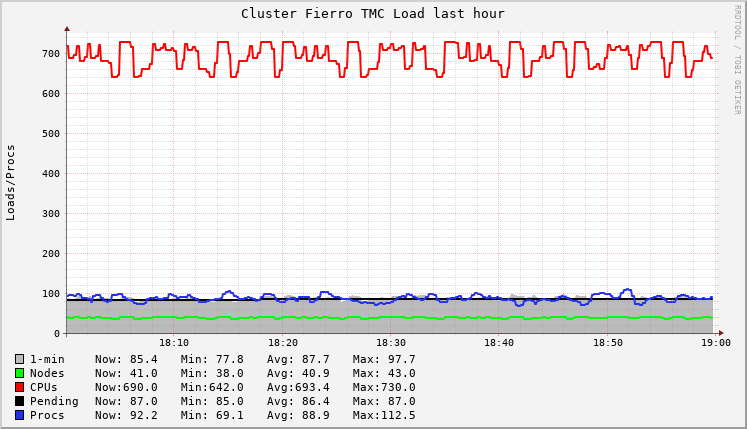 Cluster Fierro TMC Load last hour
RRDTOOL / TOBI OETIKER
Loads/Procs
700
600
500
400
300
200
100
0
18:10 18:20 18:30 18:40 18:50 19:00
1-min Now: 85.4 Min: 77.8 Avg: 87.7 Max: 97.7
Nodes Now: 41.0 Min: 38.0 Avg: 40.9 Max: 43.0
CPUs Now:690.0 Min:642.0 Avg:693.4 Max:730.0
Pending Now: 87.0 Min: 85.0 Avg: 86.4 Max: 87.0
Procs Now: 92.2 Min: 69.1 Avg: 88.9 Max:112.5